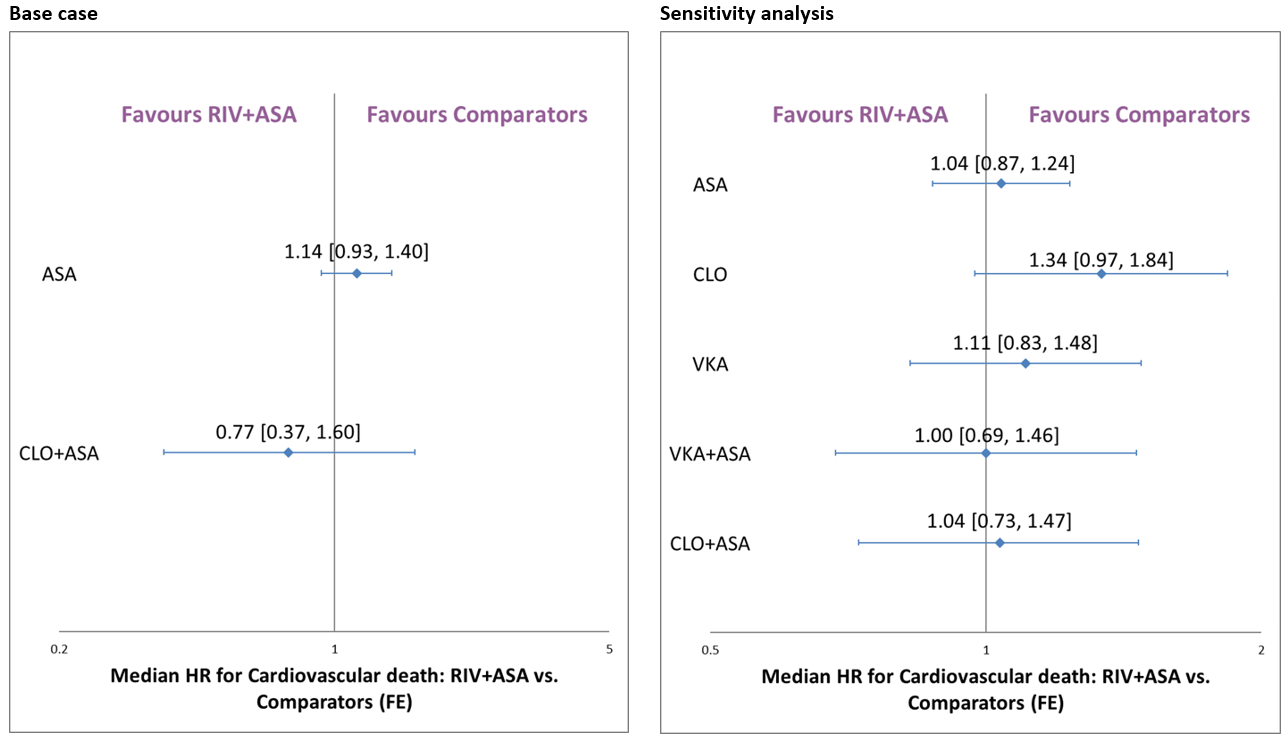 Base case
Favours RIV+ASA Favours Comparators
1.14 [0.93, 1.40]
ASA
0.77 [0.37, 1.60]
CLO+ASA
0.2 1 5
Median HR for Cardiovascular death: RIV+ASA vs.
Comparators (FE)
Sensitivity analysis
Favours RIV+ASA Favours Comparators
1.04 [0.87, 1.24]
ASA
1.34 [0.97, 1.84]
CLO
1.11 [0.83, 1.48]
VKA
1.00 [0.69, 1.46]
VKA+ASA
1.04 [0.73, 1.47]
CLO+ASA
0.5 1 2
Median HR for Cardiovascular death: RIV+ASA vs.
Comparators (FE)